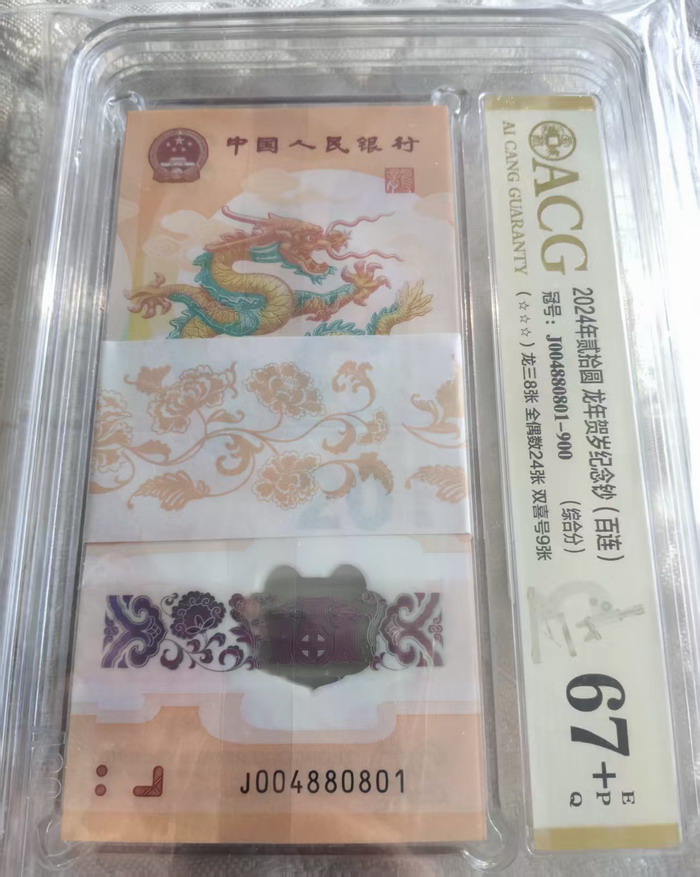 中国人民银行
J004880801
ACG
AI CANG GUARANTY
2024年贰拾圆 龙年贺岁纪念钞（百连）
冠号：J004880801-900 （综合分）
（☆☆☆）龙三8张 全偶数24张 双喜号9张
67+
E
P
Q